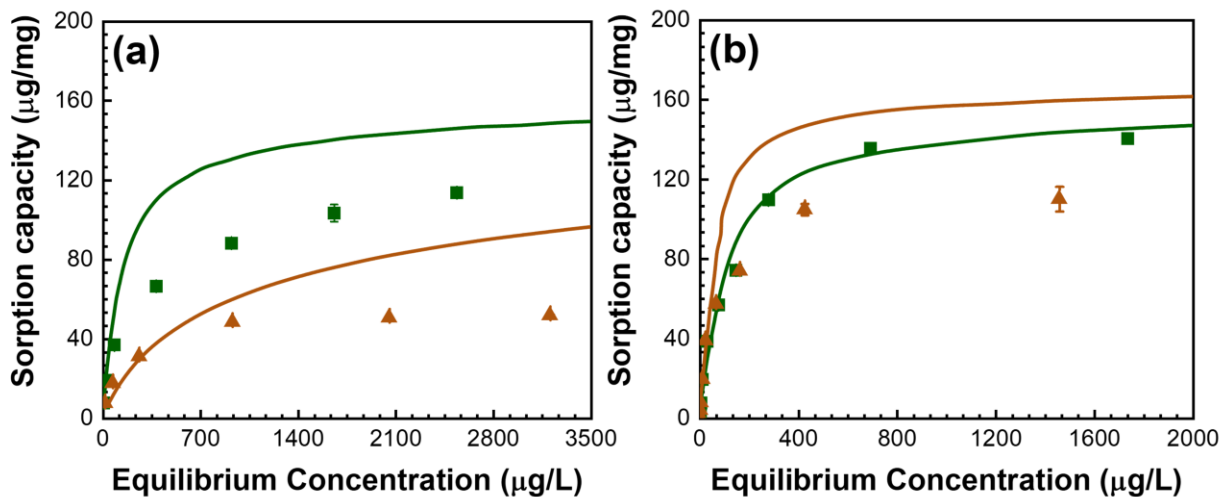 (a)
Sorption capacity (μg/mg)
200
160
120
80
40
0
0 700 1400 2100 2800 3500
Equilibrium Concentration (μg/L)
(b)
Sorption capacity (μg/mg)
200
160
120
80
40
0
0 400 800 1200 1600 2000
Equilibrium Concentration (μg/L)